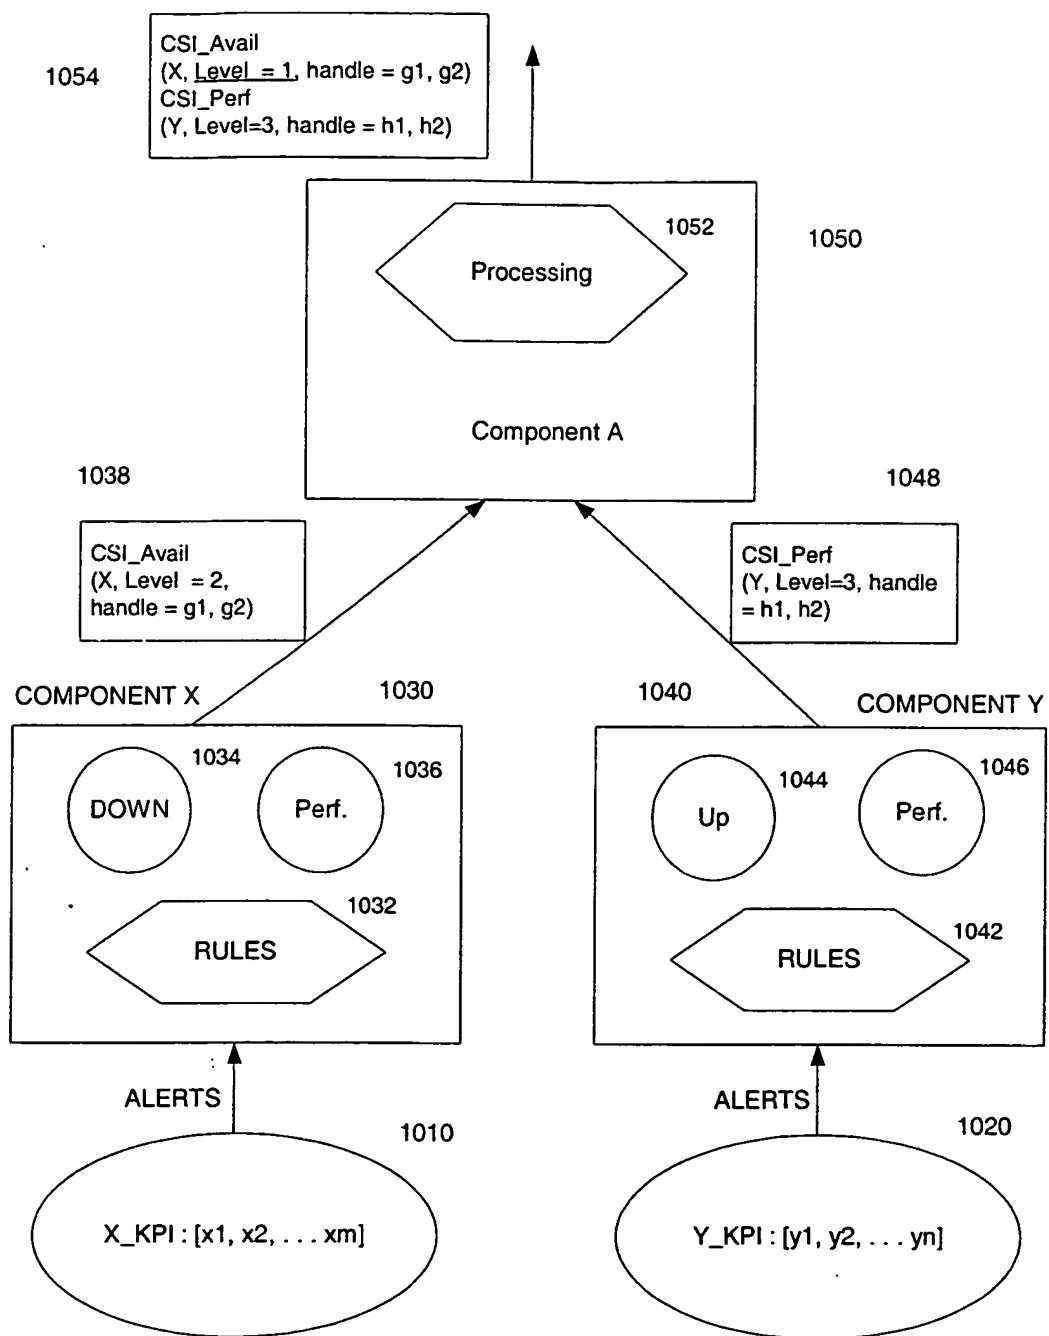 CSI_Avail
(X, Level = 1, handle = g1, g2)
CSI_Perf
(Y, Level=3, handle = h1, h2)
1054
1052
1050
Processing
Component A
1038
1048
CSI_Avail
(X, Level = 2,
handle = g1, g2)
CSI_Perf
(Y, Level=3, handle
= h1, h2)
COMPONENT X
1030
1040
COMPONENT Y
1034
1036
DOWN
Perf.
1032
RULES
1044
1046
Up
Perf.
1042
RULES
ALERTS
1010
ALERTS
1020
X_KPI : [x1, x2, . . . xm]
Y_KPI : [y1, y2, . . . yn]